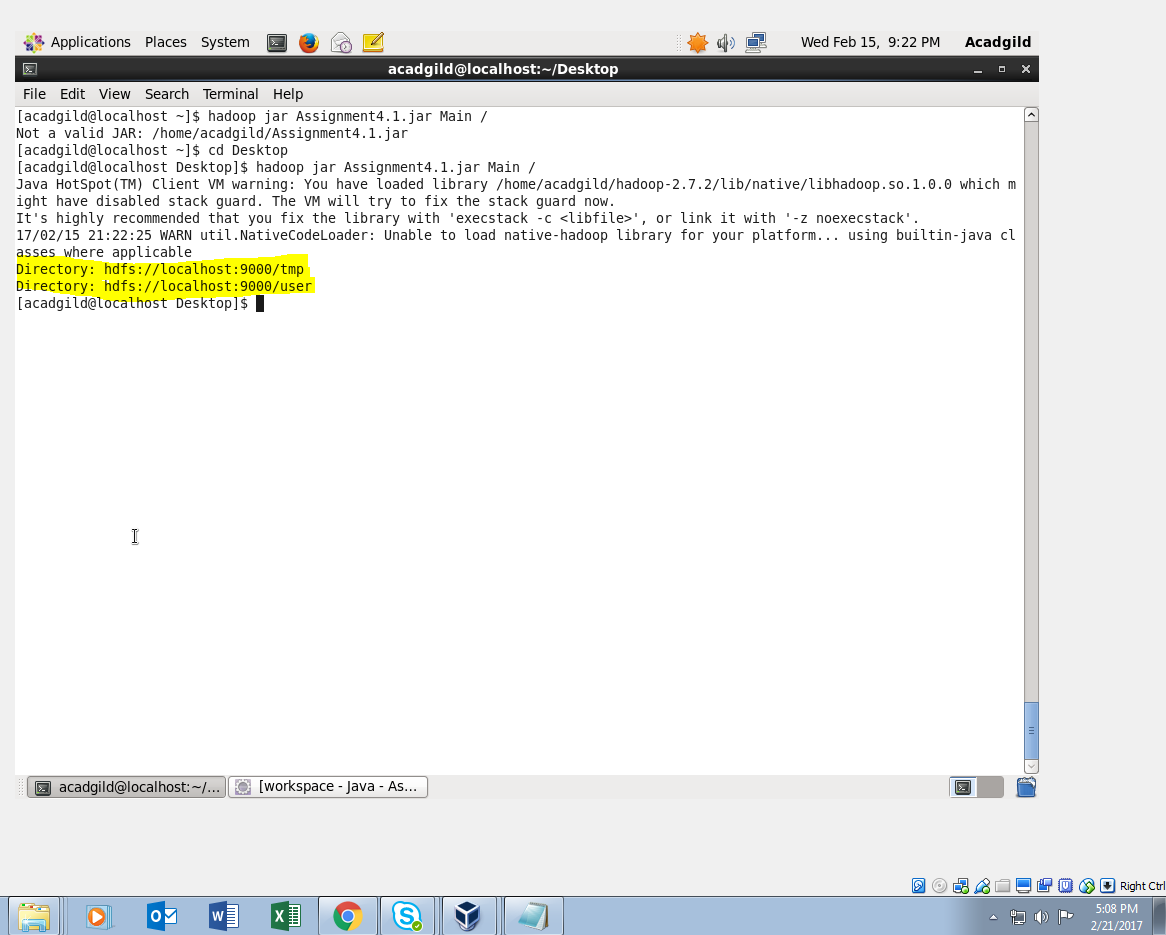 Applications Places System Wed Feb 15, 9:22 PM Acadgild
acadgild@localhost:~/Desktop
File Edit View Search Terminal Help
[acadgild@localhost ~]$ hadoop jar Assignment4.1.jar Main /
Not a valid JAR: /home/acadgild/Assignment4.1.jar
[acadgild@localhost ~]$ cd Desktop
[acadgild@localhost Desktop]$ hadoop jar Assignment4.1.jar Main /
Java HotSpot(TM) Client VM warning: You have loaded library /home/acadgild/hadoop-2.7.2/lib/native/libhadoop.so.1.0.0 which m
ight have disabled stack guard. The VM will try to fix the stack guard now.
It's highly recommended that you fix the library with 'execstack -c <libfile>', or link it with '-z noexecstack'.
17/02/15 21:22:25 WARN util.NativeCodeLoader: Unable to load native-hadoop library for your platform... using builtin-java cl
asses where applicable
Directory: hdfs://localhost:9000/tmp
Directory: hdfs://localhost:9000/user
[acadgild@localhost Desktop]$
acadgild@localhost:~/... [workspace - Java - As...
Right Ctrl
5:08 PM
2/21/2017